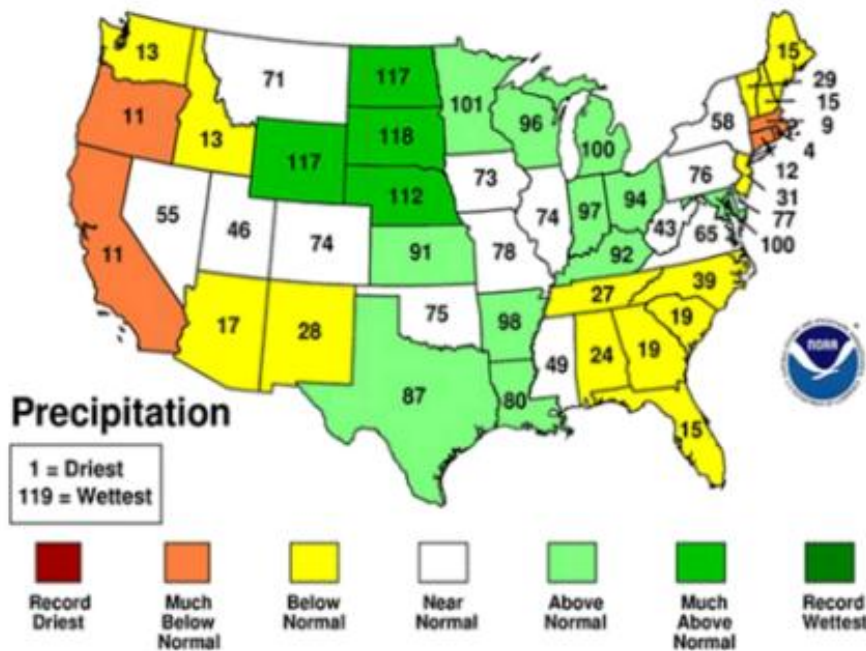 13
71
117
101
15
29
15
9
4
11
13
118
96
58
12
117
100
76
31
73
112
97
94
77
55
46
74
74
43
65
100
11
91
78
92
17
28
75
98
27
39
19
87
49
24
19
80
15
NOAA
Precipitation
1 = Driest
119 = Wettest
Record
Driest
Much
Below
Normal
Below
Normal
Near
Normal
Above
Normal
Much
Above
Normal
Record
Wettest